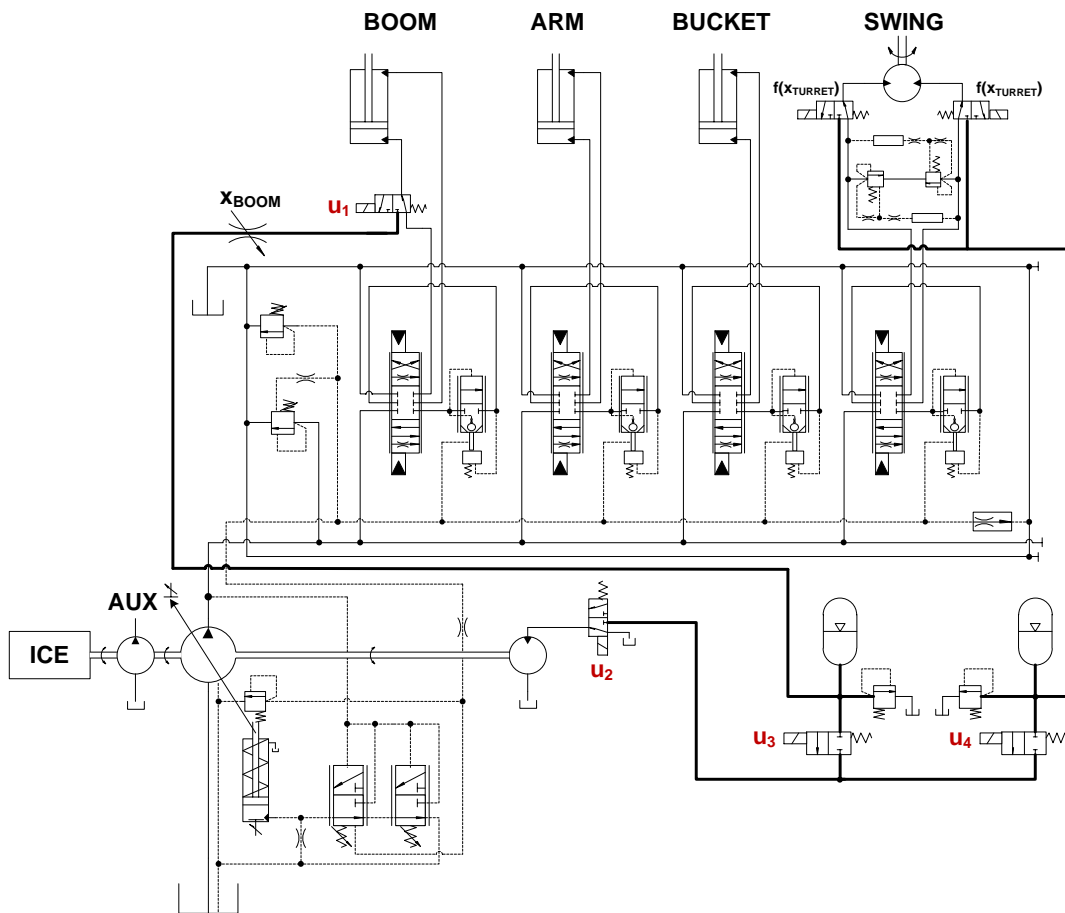 BOOM ARM BUCKET SWING
f(xTURRET) f(xTURRET)
xBOOM
u1
AUX
ICE
u2
u3
u4